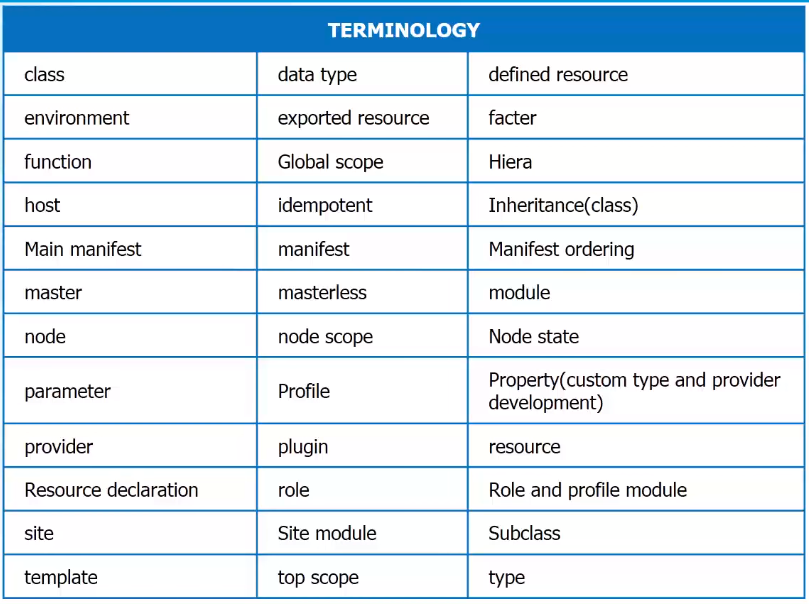 TERMINOLOGY
class data type defined resource
environment exported resource facter
function Global scope Hiera
host idempotent Inheritance(class)
Main manifest manifest Manifest ordering
master masterless module
node node scope Node state
parameter Profile Property(custom type and provider
development)
provider plugin resource
Resource declaration role Role and profile module
site Site module Subclass
template top scope type